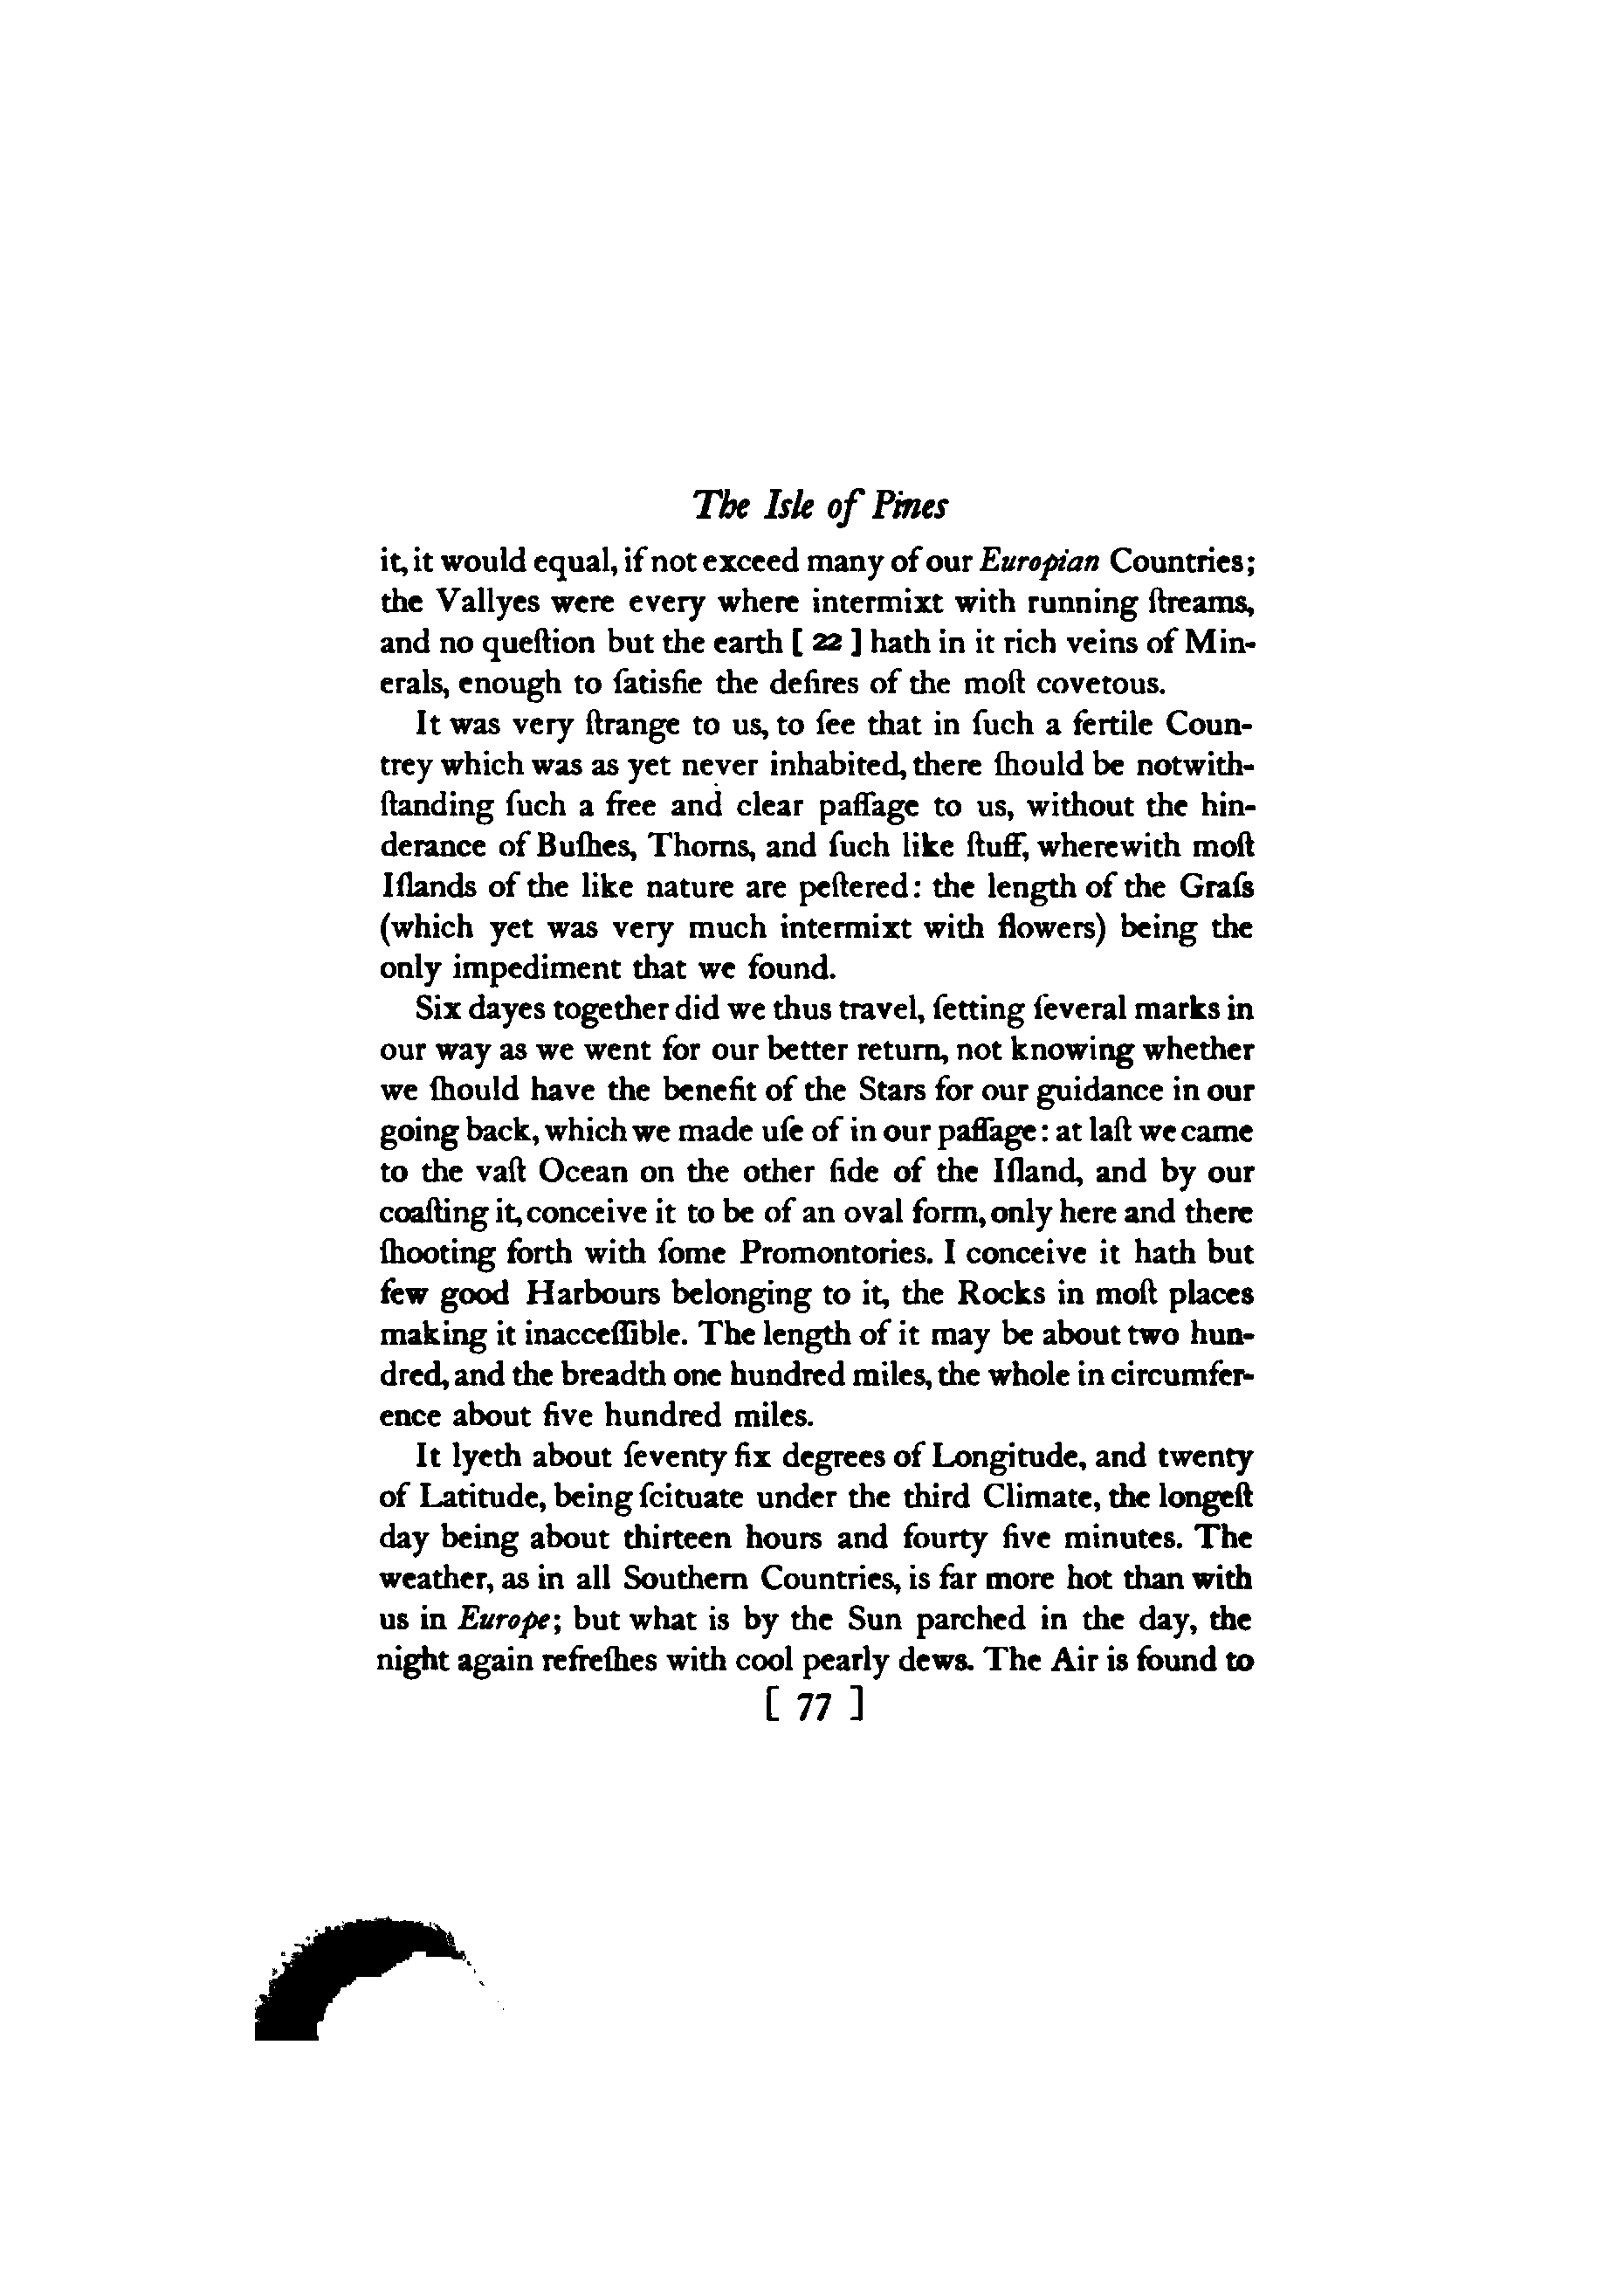 The Isle of Pines
it, it would equal, if not exceed many of our Europian Countries;
the Vallyes were every where intermixt with running ſtreams,
and no queſtion but the earth [ 22 ] hath in it rich veins of Min-
erals, enough to ſatisfie the deſires of the moſt covetous.
It was very ſtrange to us, to ſee that in ſuch a fertile Coun-
trey which was as yet never inhabited, there ſhould be notwith-
ſtanding ſuch a free and clear paſſage to us, without the hin-
derance of Buſhes, Thorns, and ſuch like ſtuff, wherewith moſt
Iſlands of the like nature are peſtered: the length of the Graſs
(which yet was very much intermixt with flowers) being the
only impediment that we found.
Six dayes together did we thus travel, ſetting ſeveral marks in
our way as we went for our better return, not knowing whether
we ſhould have the benefit of the Stars for our guidance in our
going back, which we made uſe of in our paſſage: at laſt we came
to the vaſt Ocean on the other ſide of the Iſland, and by our
coaſting it, conceive it to be of an oval form, only here and there
ſhooting forth with ſome Promontories. I conceive it hath but
few good Harbours belonging to it, the Rocks in moſt places
making it inacceſſible. The length of it may be about two hun-
dred, and the breadth one hundred miles, the whole in circumfer-
ence about five hundred miles.
It lyeth about ſeventy ſix degrees of Longitude, and twenty
of Latitude, being ſcituate under the third Climate, the longeſt
day being about thirteen hours and fourty five minutes. The
weather, as in all Southern Countries, is far more hot than with
us in Europe; but what is by the Sun parched in the day, the
night again refreſhes with cool pearly dews. The Air is found to
[ 77 ]